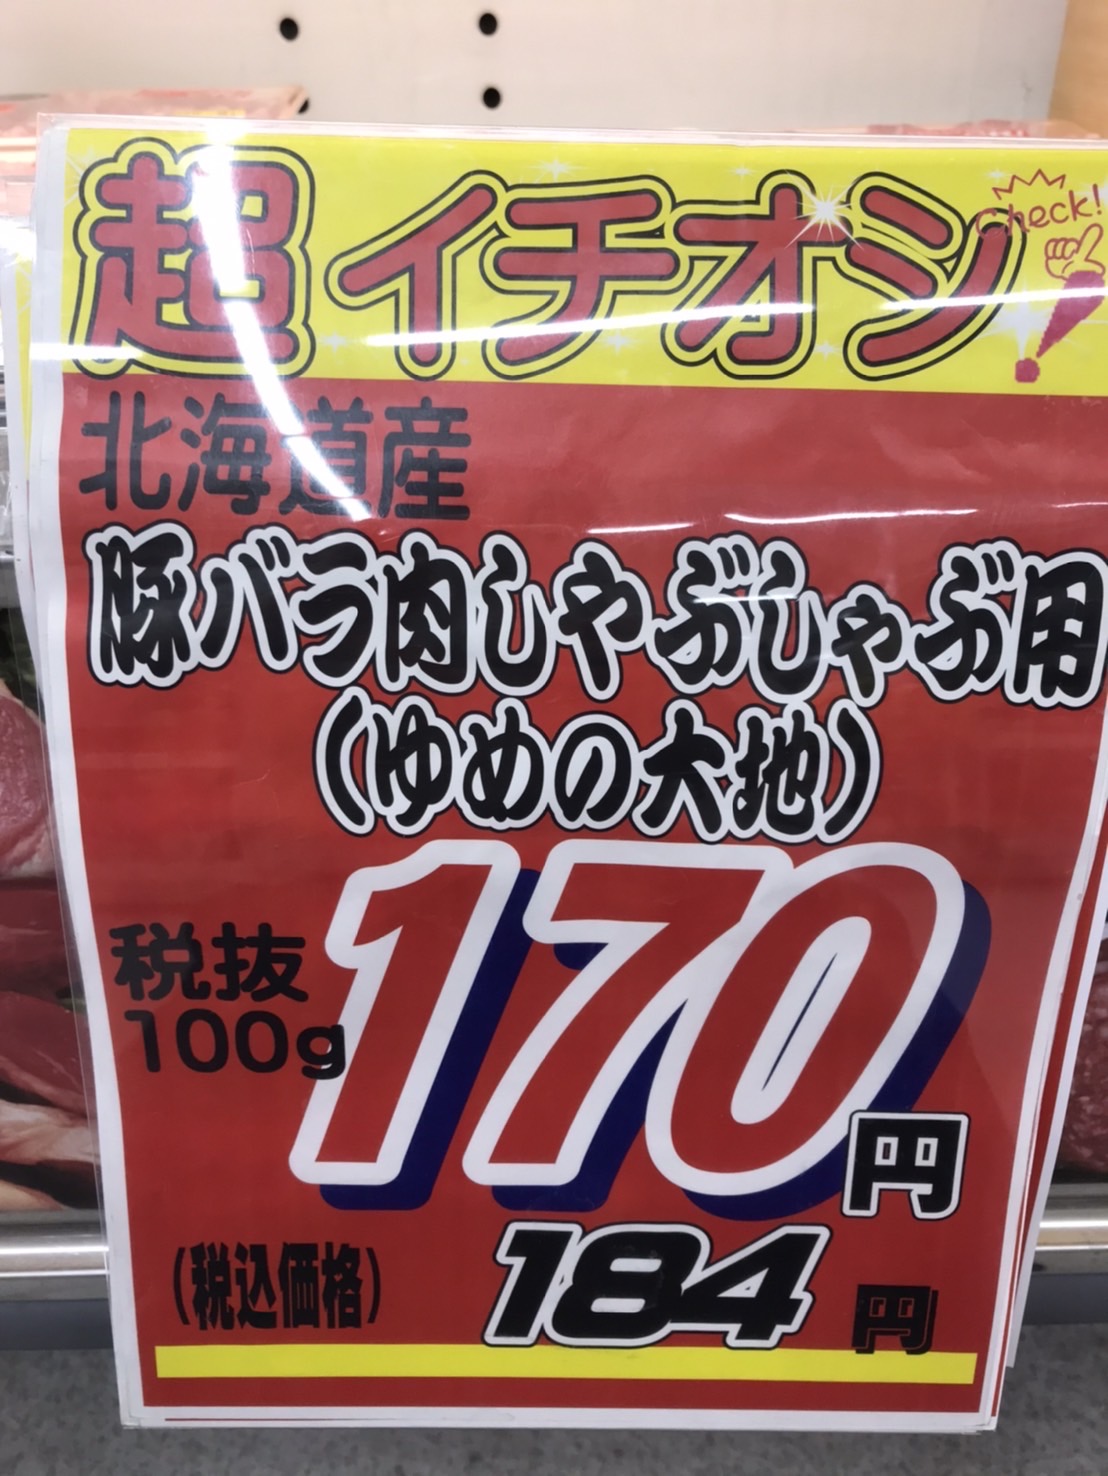 超イチオシ!
Check!
北海道産
豚バラ肉しゃぶしゃぶ用
(ゆめの大地)
税抜
100g
170円
(税込価格)
184円